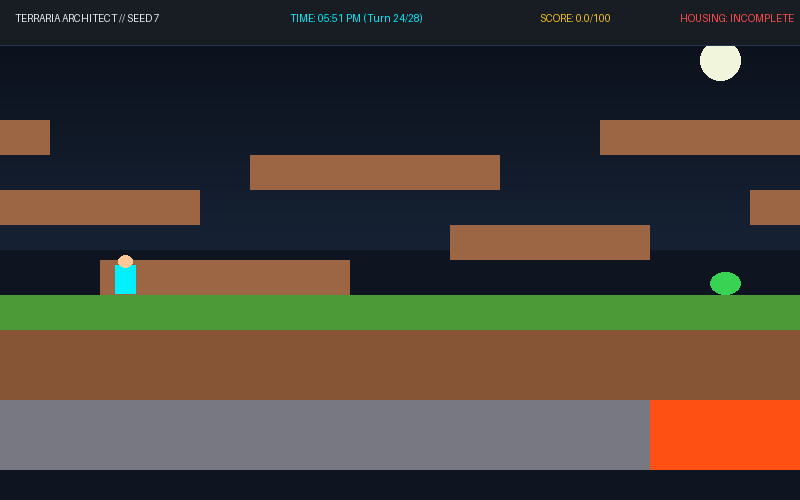 TERRARIA ARCHITECT // SEED 7
TIME: 05:51 PM (Turn 24/28)
SCORE: 0.0/100
HOUSING: INCOMPLETE